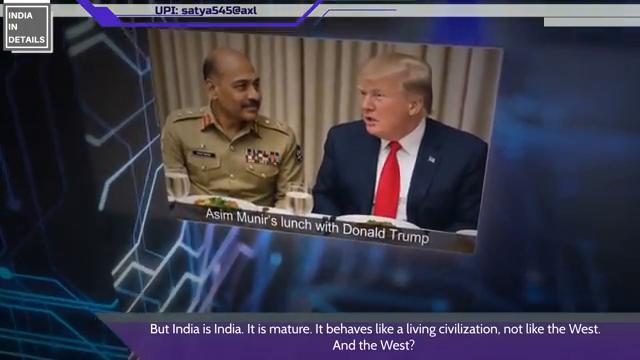 INDIA
IN
DETAILS
UPI: satya545@axl
Asim Munir's lunch with Donald Trump
But India is India. It is mature. It behaves like a living civilization, not like the West.
And the West?